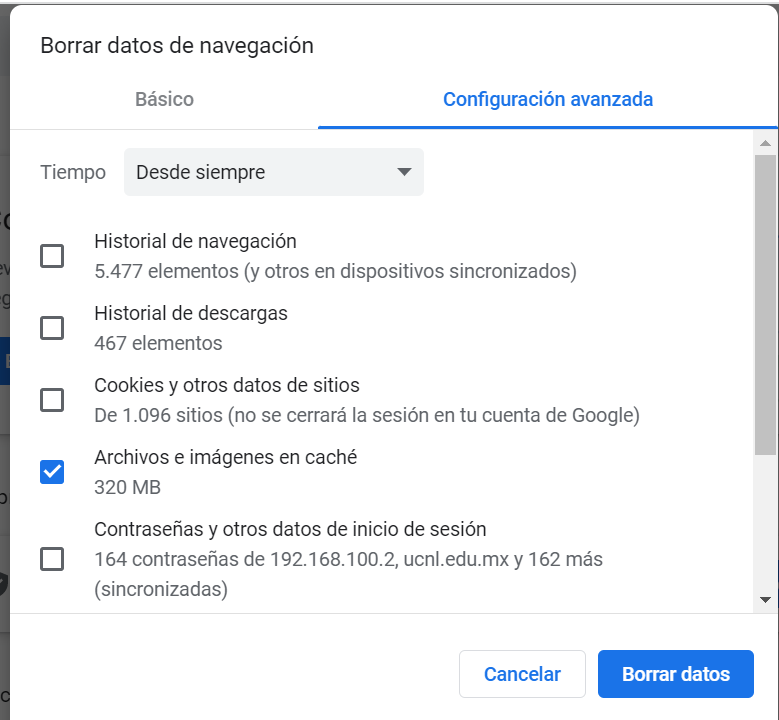 Borrar datos de navegación
Básico
Configuración avanzada
Tiempo
Desde siempre
Historial de navegación
5.477 elementos (y otros en dispositivos sincronizados)
Historial de descargas
467 elementos
Cookies y otros datos de sitios
De 1.096 sitios (no se cerrará la sesión en tu cuenta de Google)
Archivos e imágenes en caché
320 MB
Contraseñas y otros datos de inicio de sesión
164 contraseñas de 192.168.100.2, ucnl.edu.mx y 162 más
(sincronizadas)
Cancelar
Borrar datos